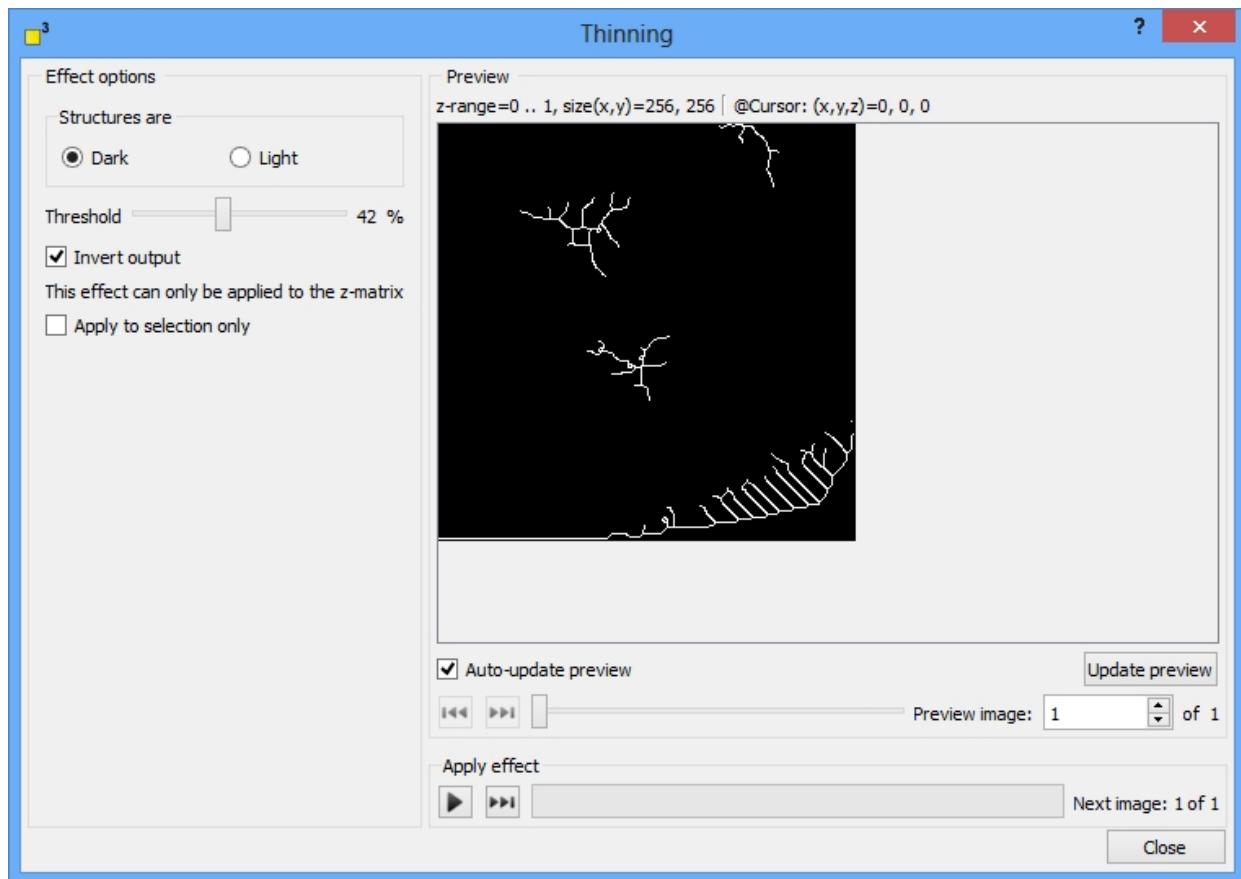 3
Thinning
?
Effect options
Structures are
Dark
Light
Threshold
42 %
Invert output
This effect can only be applied to the z-matrix
Apply to selection only
Preview
z-range=0 .. 1, size(x,y)=256, 256
@Cursor: (x,y,z)=0, 0, 0
Auto-update preview
Update preview
Preview image:
1
of 1
Apply effect
Next image: 1 of 1
Close